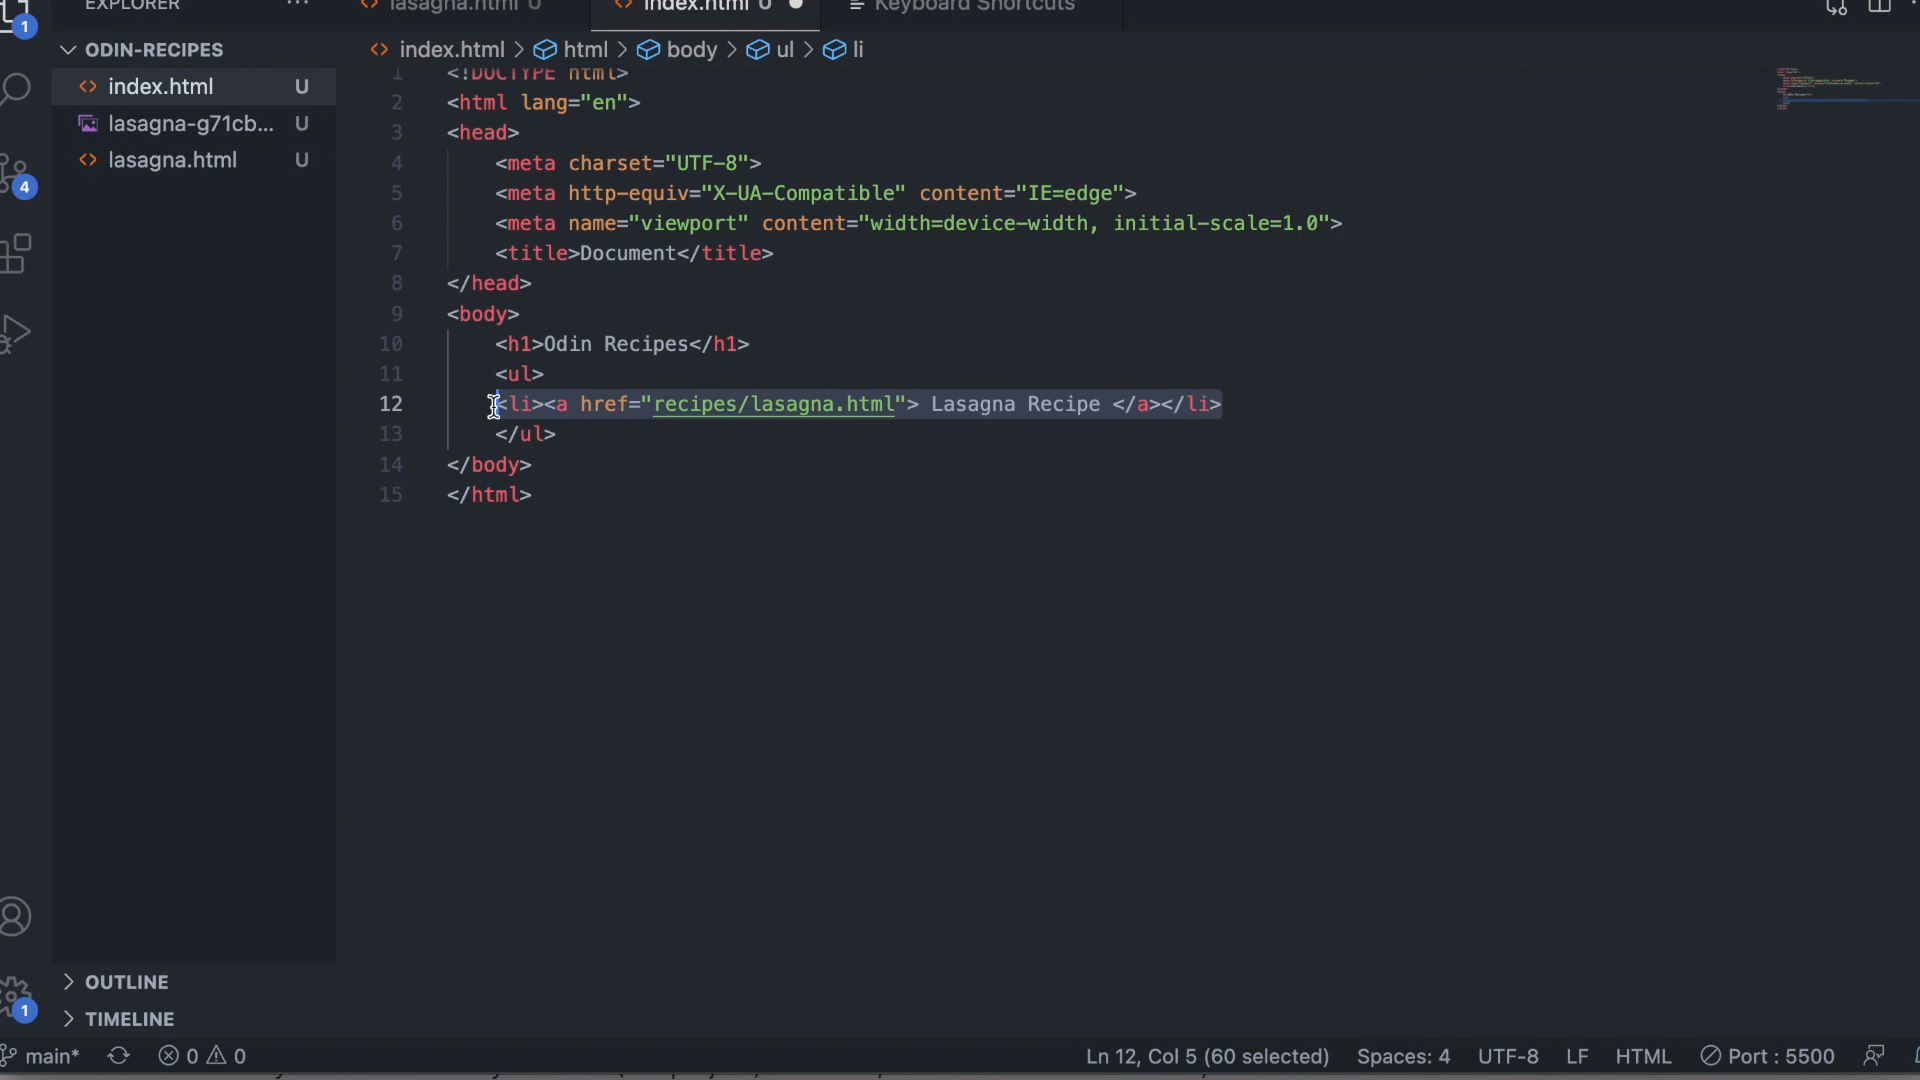 1
EXPLORER
...
lasagna.html U
index.html U
Keyboard Shortcuts
ODIN-RECIPES
index.html > html > body > ul > li
index.html U
lasagna-g71cb... U
lasagna.html U
4
1 <!DOCTYPE html>
2 <html lang="en">
3 <head>
4 <meta charset="UTF-8">
5 <meta http-equiv="X-UA-Compatible" content="IE=edge">
6 <meta name="viewport" content="width=device-width, initial-scale=1.0">
7 <title>Document</title>
8 </head>
9 <body>
10 <h1>Odin Recipes</h1>
11 <ul>
12 <li><a href="recipes/lasagna.html"> Lasagna Recipe </a></li>
13 </ul>
14 </body>
15 </html>
OUTLINE
1
TIMELINE
main* 0 0 Ln 12, Col 5 (60 selected) Spaces: 4 UTF-8 LF HTML Port : 5500